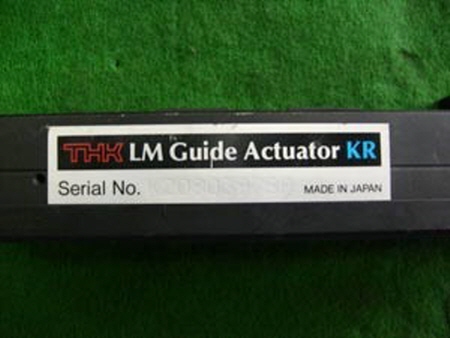 THK LM Guide Actuator KR
Serial No.
MADE IN JAPAN